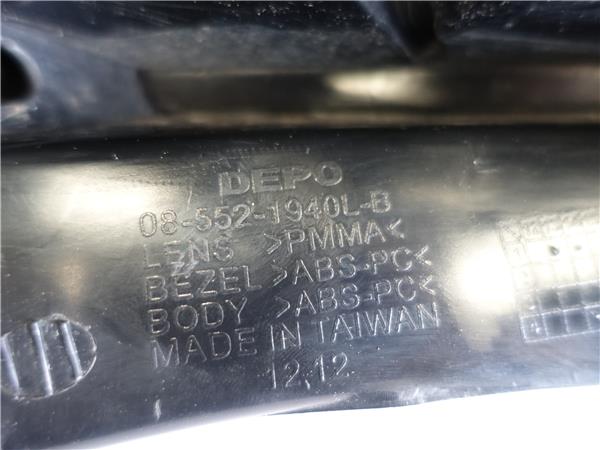 DEPO
08-552-1940L-B
LENS >PMMA<
BEZEL >ABS-PC<
BODY >ABS-PC<
MADE IN TAIWAN
12,12